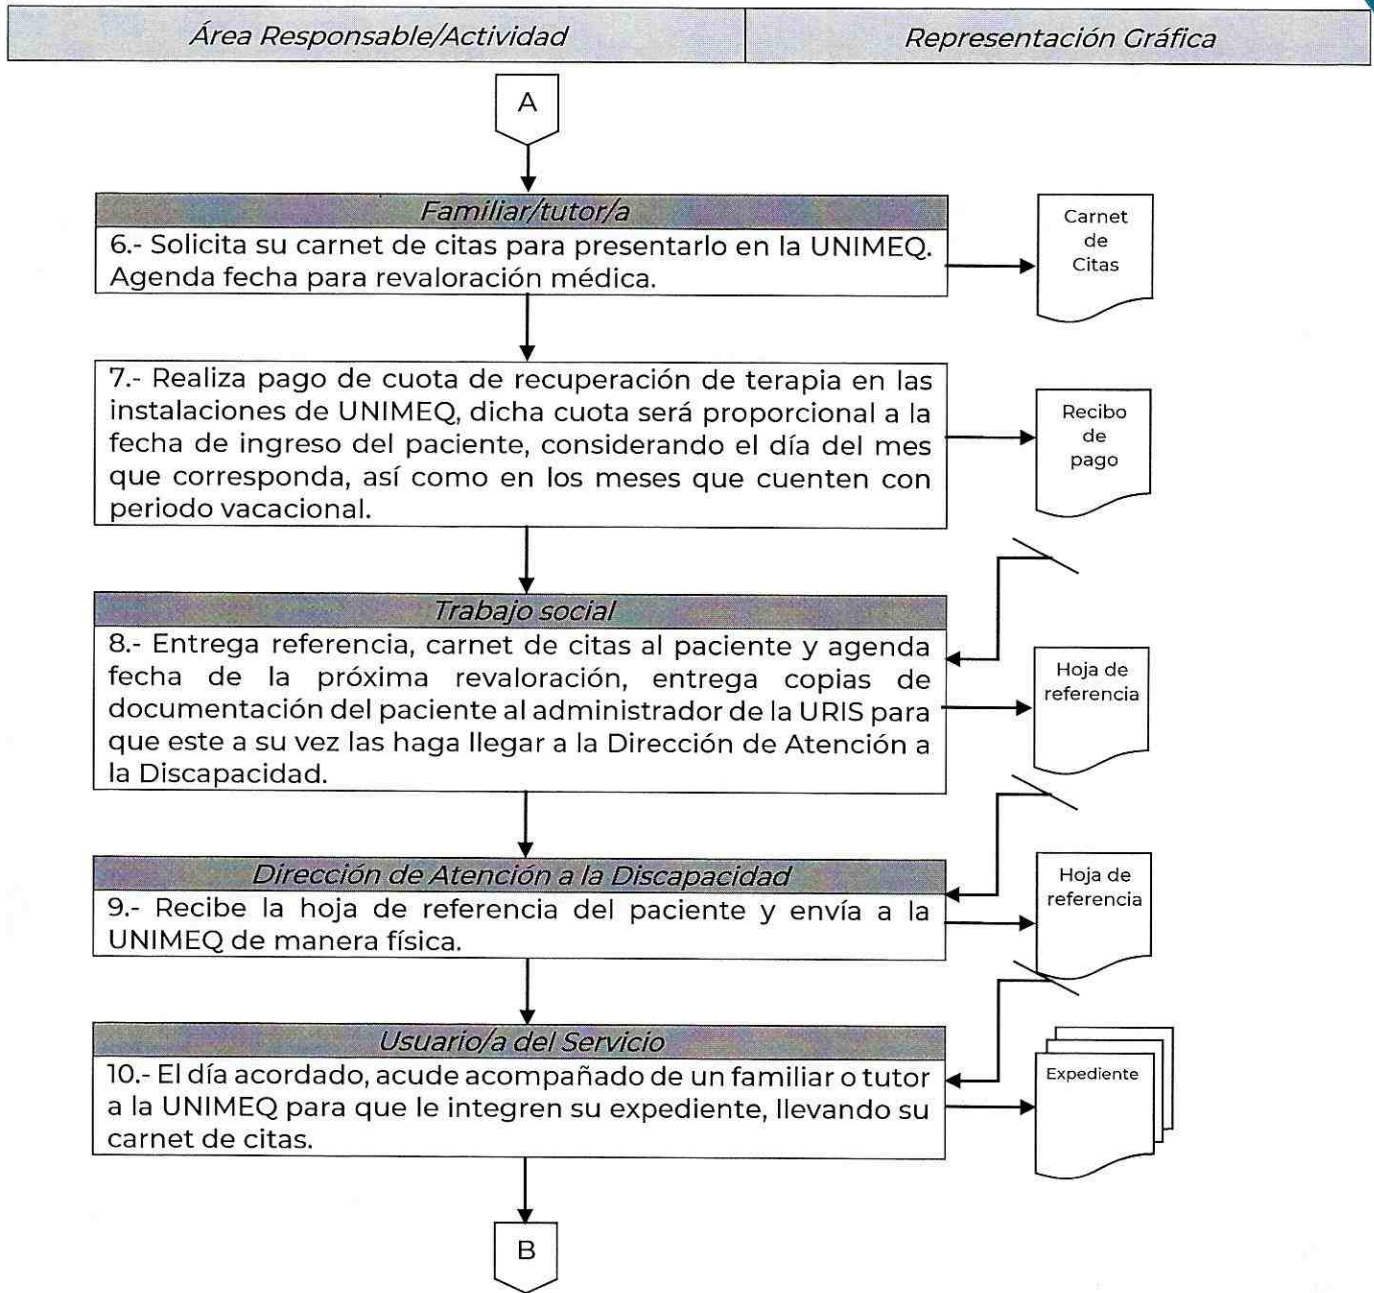 Área Responsable/Actividad
Representación Gráfica
A
Familiar/tutor/a
6.- Solicita su carnet de citas para presentarlo en la UNIMEQ.
Agenda fecha para revaloración médica.
Carnet
de
Citas
7.- Realiza pago de cuota de recuperación de terapia en las
instalaciones de UNIMEQ, dicha cuota será proporcional a la
fecha de ingreso del paciente, considerando el día del mes
que corresponda, así como en los meses que cuenten con
periodo vacacional.
Recibo
de
pago
Trabajo social
8.- Entrega referencia, carnet de citas al paciente y agenda
fecha de la próxima revaloración, entrega copias de
documentación del paciente al administrador de la URIS para
que este a su vez las haga llegar a la Dirección de Atención a
la Discapacidad.
Hoja de
referencia
Dirección de Atención a la Discapacidad
9.- Recibe la hoja de referencia del paciente y envía a la
UNIMEQ de manera física.
Hoja de
referencia
Usuario/a del Servicio
10.- El día acordado, acude acompañado de un familiar o tutor
a la UNIMEQ para que le integren su expediente, llevando su
carnet de citas.
Expediente
B